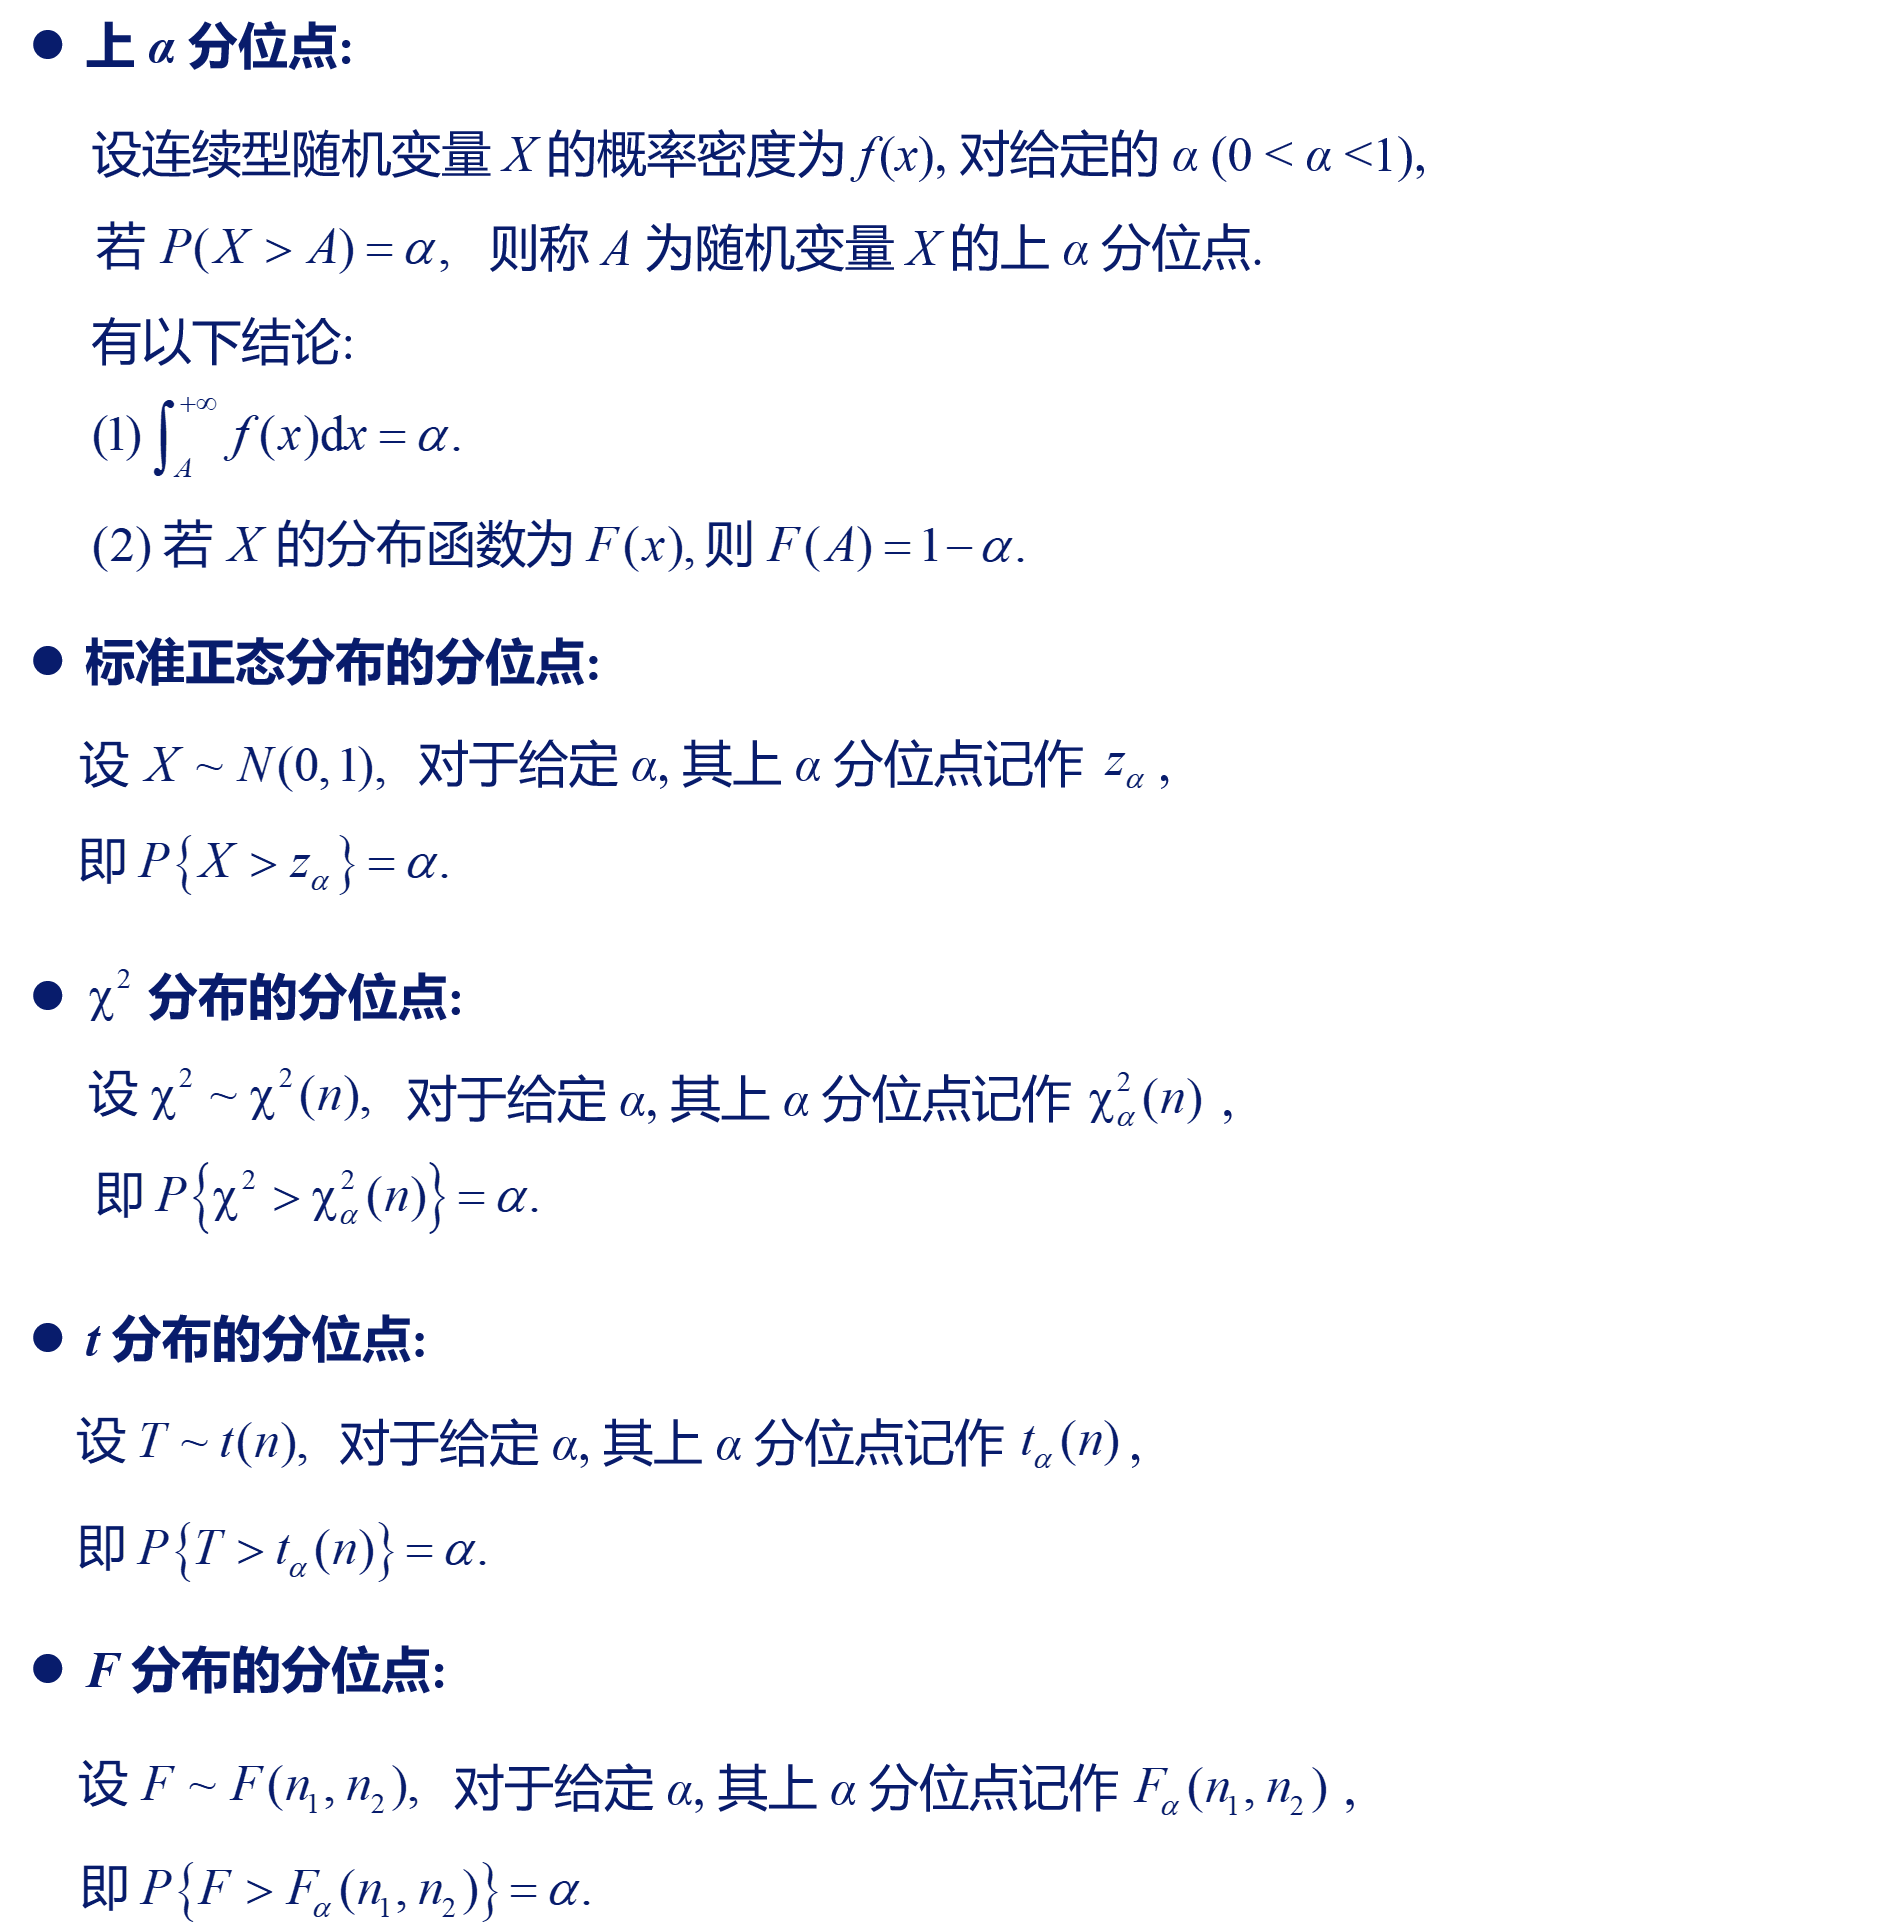 ● 上 α 分位点:
设连续型随机变量 X 的概率密度为 f(x), 对给定的 α (0 < α <1),
若 P(X > A) = α, 则称 A 为随机变量 X 的上 α 分位点.
有以下结论:
(1) ∫_A^{+∞} f(x)dx = α.
(2) 若 X 的分布函数为 F(x), 则 F(A) = 1− α.
● 标准正态分布的分位点:
设 X ~ N(0,1), 对于给定 α, 其上 α 分位点记作 z_α ,
即 P{X > z_α} = α.
● χ² 分布的分位点:
设 χ² ~ χ²(n), 对于给定 α, 其上 α 分位点记作 χ²_α(n) ,
即 P{χ² > χ²_α(n)} = α.
● t 分布的分位点:
设 T ~ t(n), 对于给定 α, 其上 α 分位点记作 t_α(n) ,
即 P{T > t_α(n)} = α.
● F 分布的分位点:
设 F ~ F(n₁, n₂), 对于给定 α, 其上 α 分位点记作 F_α(n₁, n₂) ,
即 P{F > F_α(n₁, n₂)} = α.